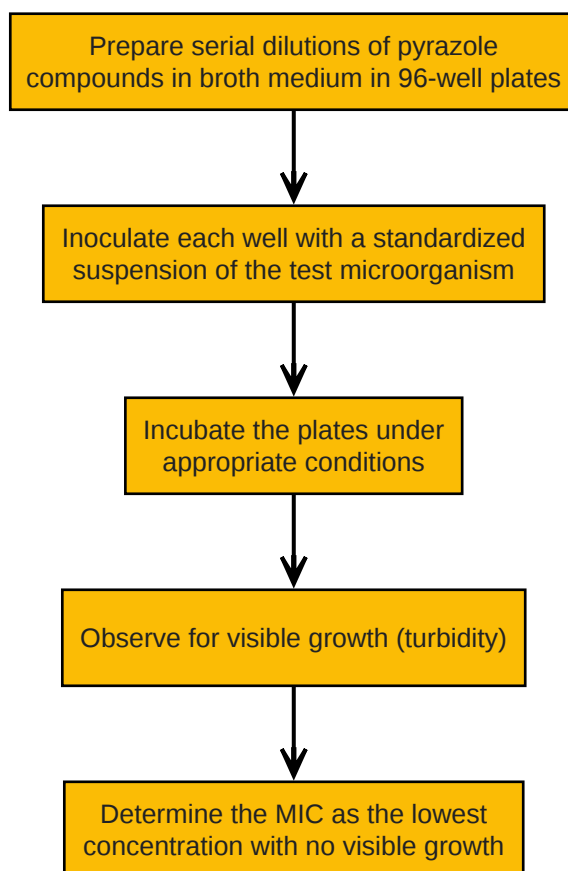 Prepare serial dilutions of pyrazole
compounds in broth medium in 96-well plates
Inoculate each well with a standardized
suspension of the test microorganism
Incubate the plates under
appropriate conditions
Observe for visible growth (turbidity)
Determine the MIC as the lowest
concentration with no visible growth